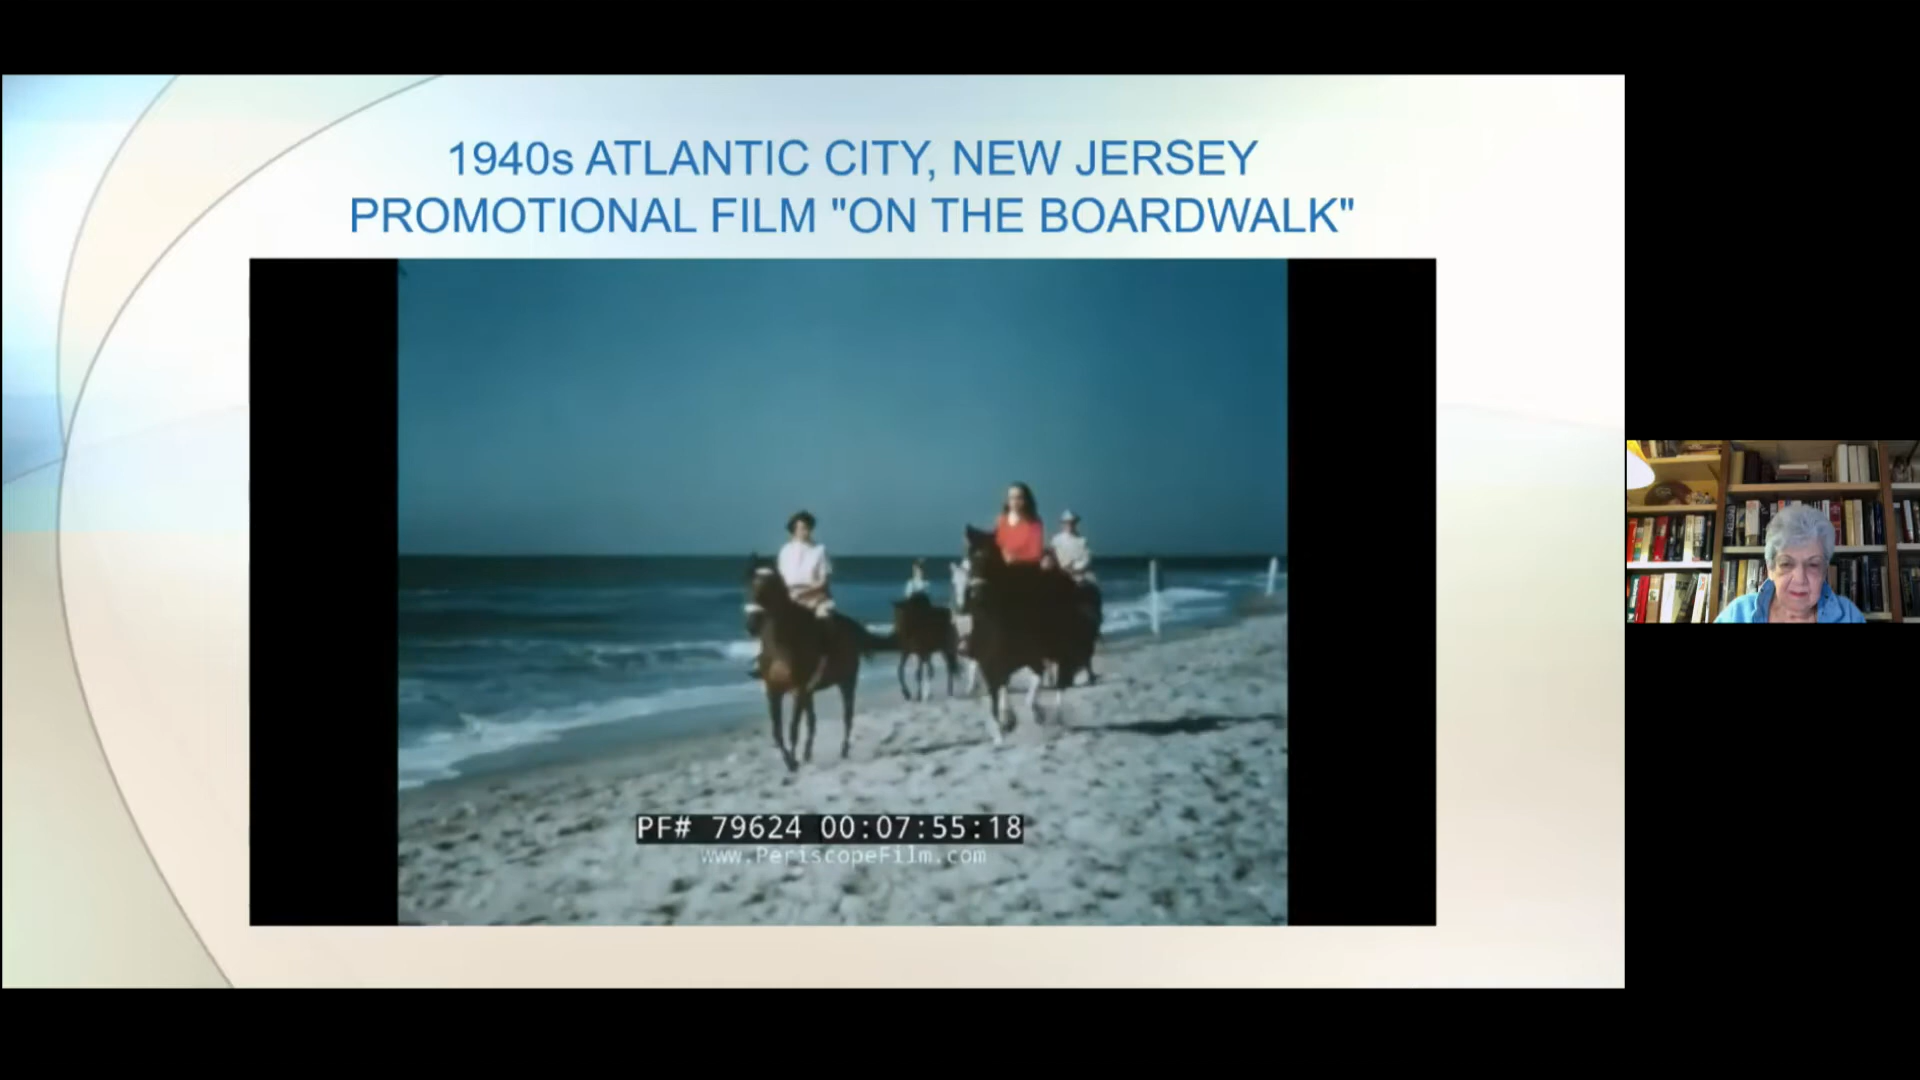 1940s ATLANTIC CITY, NEW JERSEY
PROMOTIONAL FILM "ON THE BOARDWALK"
PF# 79624 00:07:55:18
www.PeriscopeFilm.com